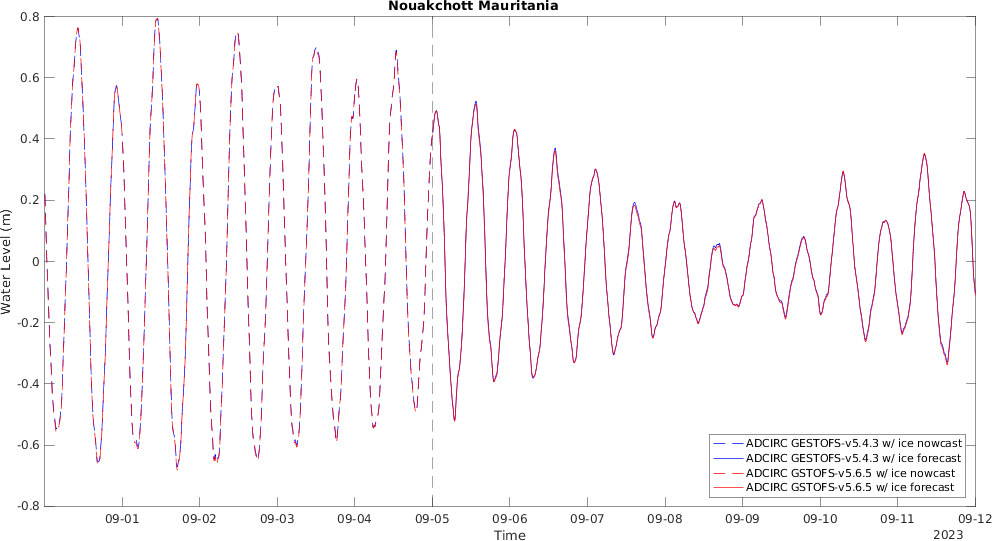 Nouakchott Mauritania
0.8
0.6
0.4
0.2
0
-0.2
-0.4
-0.6
-0.8
Water Level (m)
ADCIRC GESTOFS-v5.4.3 w/ ice nowcast
ADCIRC GESTOFS-v5.4.3 w/ ice forecast
ADCIRC GSTOFS-v5.6.5 w/ ice nowcast
ADCIRC GSTOFS-v5.6.5 w/ ice forecast
09-01 09-02 09-03 09-04 09-05 09-06 09-07 09-08 09-09 09-10 09-11 09-12
Time
2023